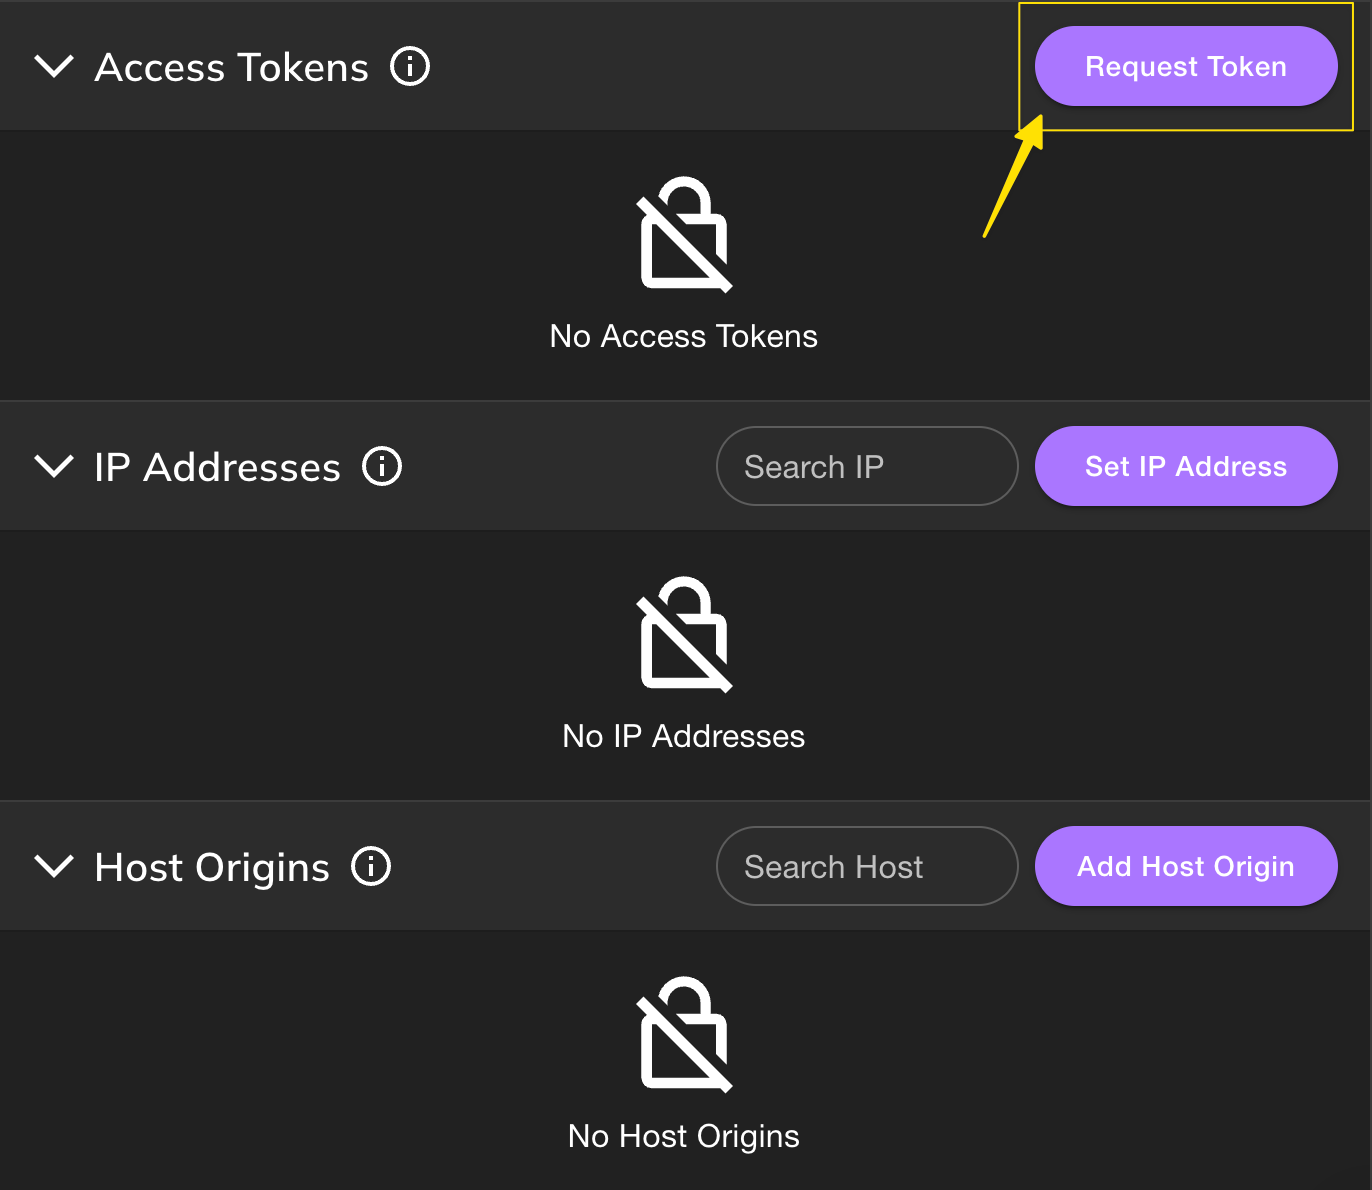 Access Tokens
Request Token
No Access Tokens
IP Addresses
Search IP
Set IP Address
No IP Addresses
Host Origins
Search Host
Add Host Origin
No Host Origins